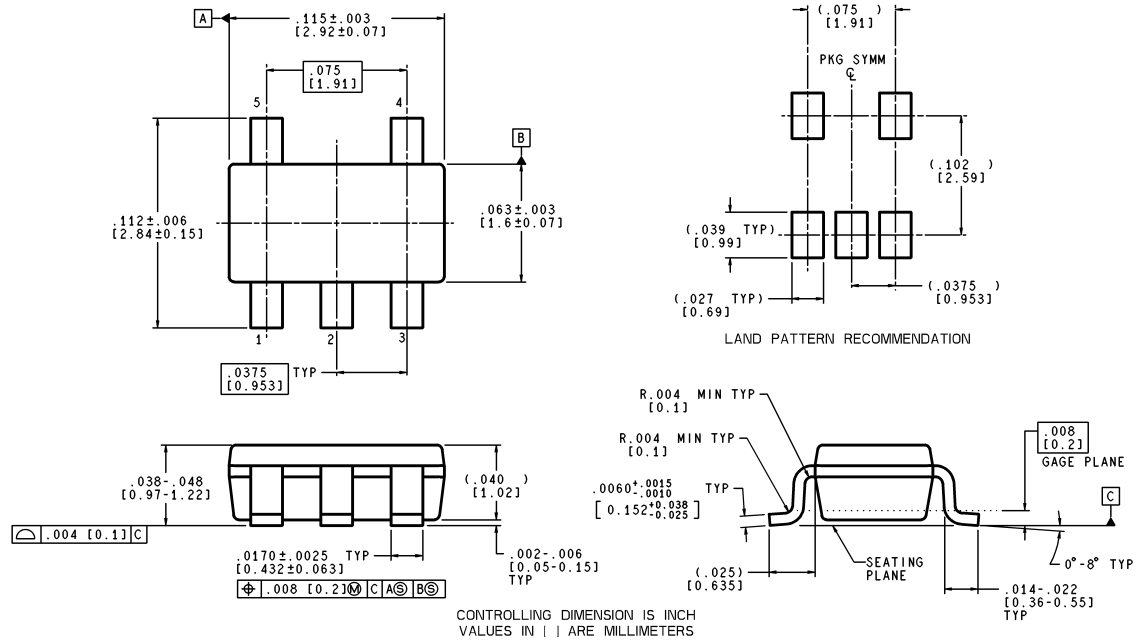 A
.115±.003
[2.92±0.07]
.075
[1.91]
5
4
B
.112±.006
[2.84±0.15]
.063±.003
[1.6±0.07]
1
2
3
.0375
[0.953]
TYP
(.075 )
[1.91]
PKG SYMM
℄
(.102 )
[2.59]
(.039 TYP)
[0.99]
(.027 TYP)
[0.69]
(.0375 )
[0.953]
LAND PATTERN RECOMMENDATION
.038-.048
[0.97-1.22]
(.040 )
[1.02]
⌓ .004 [0.1] C
.0170±.0025 TYP
[0.432±0.063]
⌖ .008 [0.2]Ⓜ C AⓈ BⓈ
.002-.006
[0.05-0.15]
TYP
R.004 MIN TYP
[0.1]
R.004 MIN TYP
[0.1]
.0060+.0015-.0010 TYP
[0.152+0.038-0.025]
.008
[0.2]
GAGE PLANE
C
SEATING
PLANE
(.025)
[0.635]
0°-8° TYP
.014-.022
[0.36-0.55]
TYP
CONTROLLING DIMENSION IS INCH
VALUES IN [ ] ARE MILLIMETERS